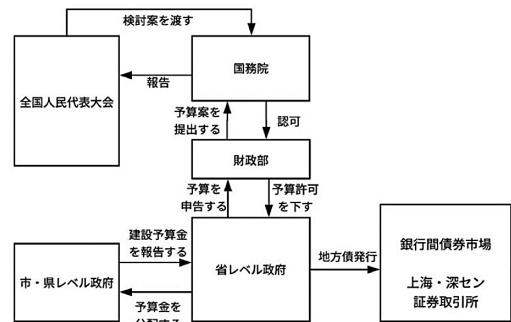 検討案を渡す
国務院
全国人民代表大会
報告
予算案を
提出する
認可
財政部
予算を
申告する
予算許可
を下す
建設予算金
を報告する
市・県レベル政府
省レベル政府
地方債発行
銀行間債券市場
上海・深セン
証券取引所
予算金を